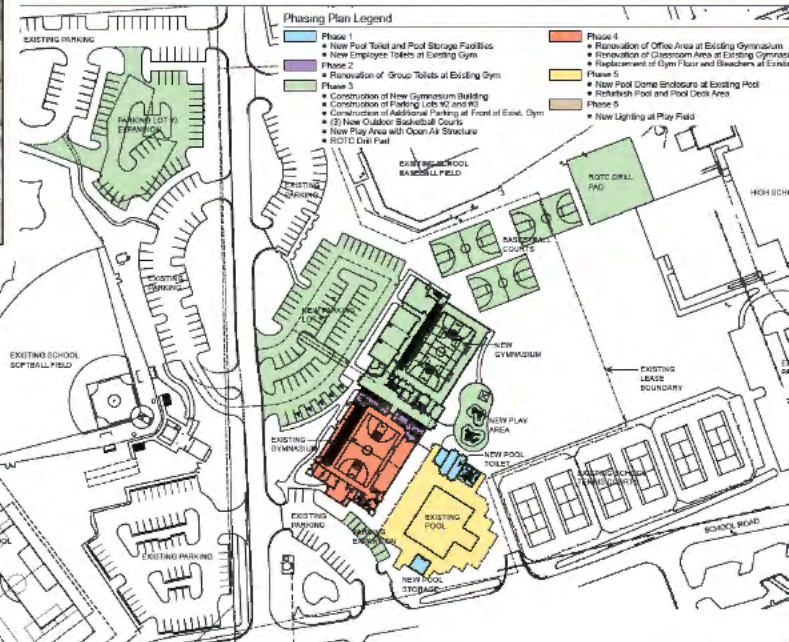 Phasing Plan Legend
Phase 1
• New Pool Toilet and Pool Storage Facilities
• New Employee Toilets at Existing Gym
Phase 2
• Renovation of Group Toilets at Existing Gym
Phase 3
• Construction of New Gymnasium Building
• Construction of Parking Lots #2 and #3
• Construction of Additional Parking at Front of Exist. Gym
• (3) New Outdoor Basketball Courts
• New Play Area with Open Air Structure
• ROTC Drill Pad
Phase 4
• Renovation of Office Area at Existing Gymnasium
• Renovation of Classroom Area at Existing Gymnas
• Replacement of Gym Floor and Bleachers at Existi
Phase 5
• New Pool Dome Enclosure at Existing Pool
• Refurbish Pool and Pool Deck Area
Phase 6
• New Lighting at Play Field
EXISTING PARKING
PARKING LOT #3
EXPANSION
EXISTING SCHOOL
BASEBALL FIELD
ROTC DRILL
PAD
HIGH SCHO
EXISTING
PARKING
BASKETBALL
COURTS
EXISTING
PARKING
NEW PARKING
NEW
GYMNASIUM
EXISTING SCHOOL
SOFTBALL FIELD
EXISTING
LEASE
BOUNDARY
NEW PLAY
AREA
EXISTING
GYMNASIUM
NEW POOL
TOILET
EXISTING SCHOOL
TENNIS COURTS
EXISTING
PARKING
EXISTING
POOL
SCHOOL ROAD
PARKING
EXPANSION
EXISTING PARKING
NEW POOL
STORAGE